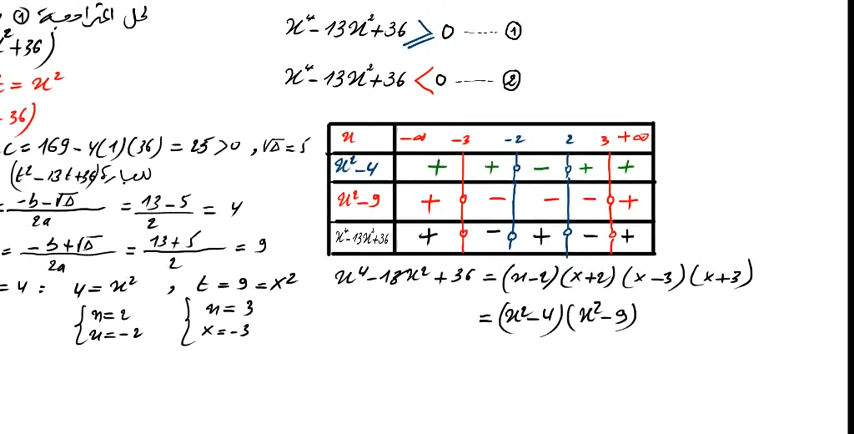 لحل المتراجحة ①
x² + 36)
t = x²
36)
c = 169 - 4(1)(36) = 25 > 0 , √Δ = 5
(t² - 13t + 36)
= (-b - √Δ)/2a = (13 - 5)/2 = 4
= (-b + √Δ)/2a = (13 + 5)/2 = 9
= 4 : 4 = x² , t = 9 = x²
{ x = 2 { x = 3
{ x = -2 { x = -3
x⁴ - 13x² + 36 ≥ 0 ..... ①
x⁴ - 13x² + 36 < 0 ..... ②
x -∞ -3 -2 2 3 +∞
x² - 4 + + 0 - 0 + +
x² - 9 + 0 - - - 0 +
x⁴ - 13x² + 36 + 0 - 0 + 0 - 0 +
x⁴ - 13x² + 36 = (x - 2)(x + 2)(x - 3)(x + 3)
= (x² - 4)(x² - 9)